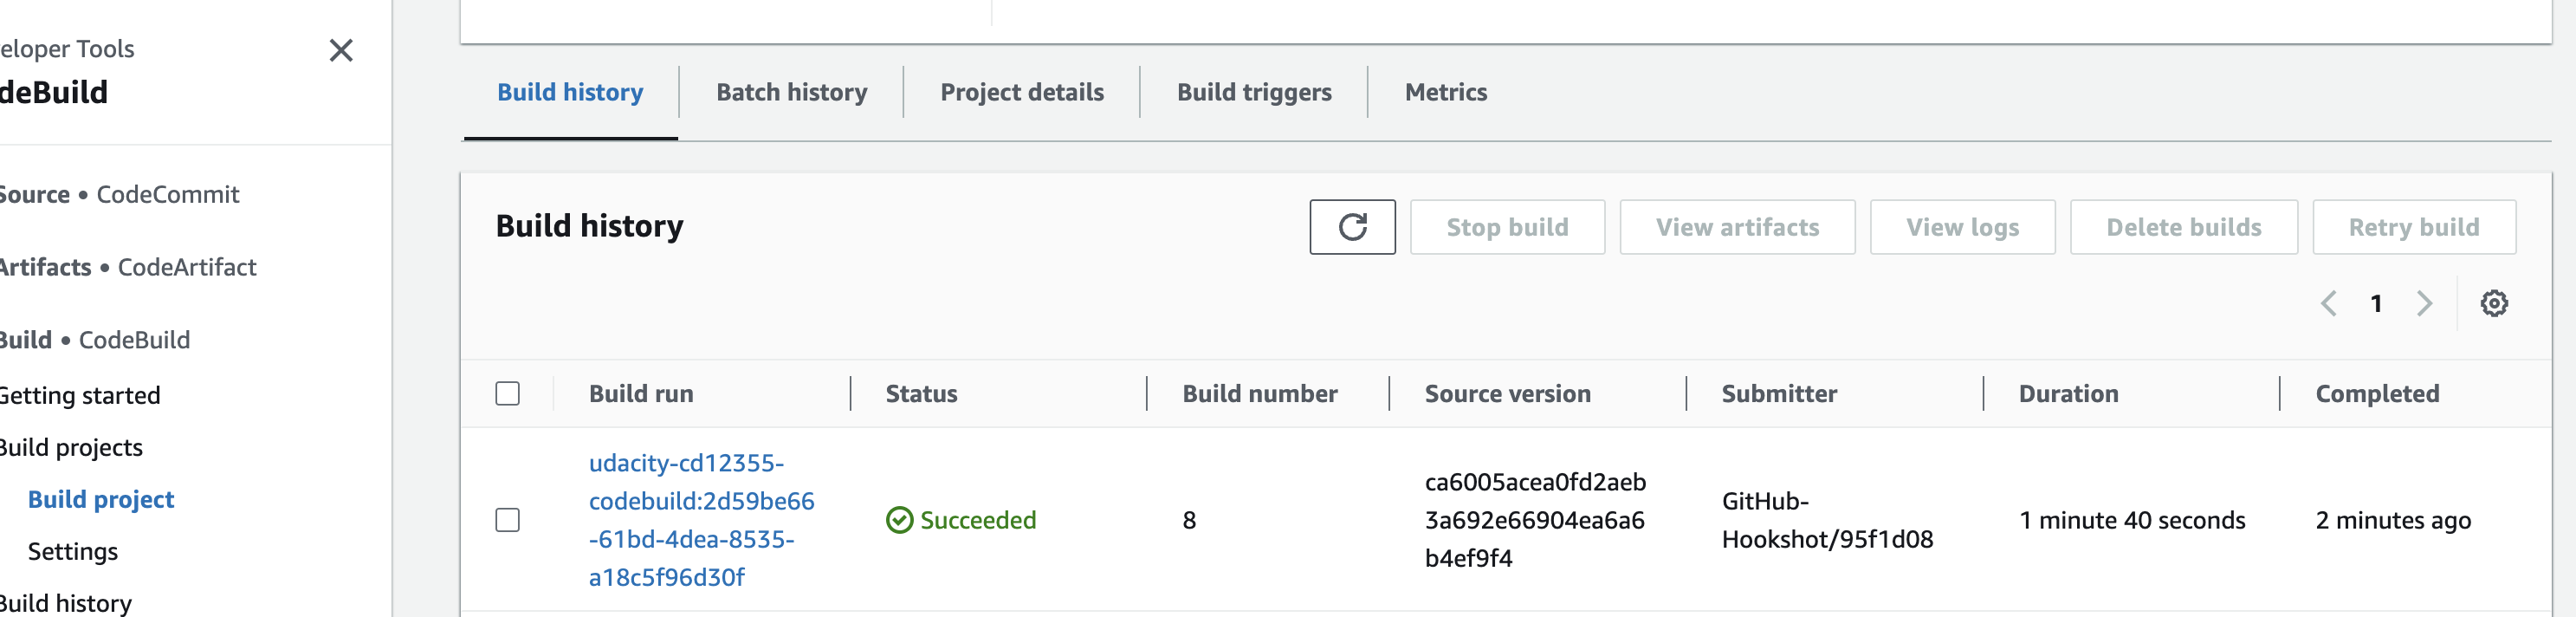 eloper Tools
deBuild
Source • CodeCommit
Artifacts • CodeArtifact
Build • CodeBuild
Getting started
Build projects
Build project
Settings
Build history
Build history
Batch history
Project details
Build triggers
Metrics
Build history
Stop build
View artifacts
View logs
Delete builds
Retry build
1
Build run
Status
Build number
Source version
Submitter
Duration
Completed
udacity-cd12355-
codebuild:2d59be66
-61bd-4dea-8535-
a18c5f96d30f
Succeeded
8
ca6005acea0fd2aeb
3a692e66904ea6a6
b4ef9f4
GitHub-
Hookshot/95f1d08
1 minute 40 seconds
2 minutes ago